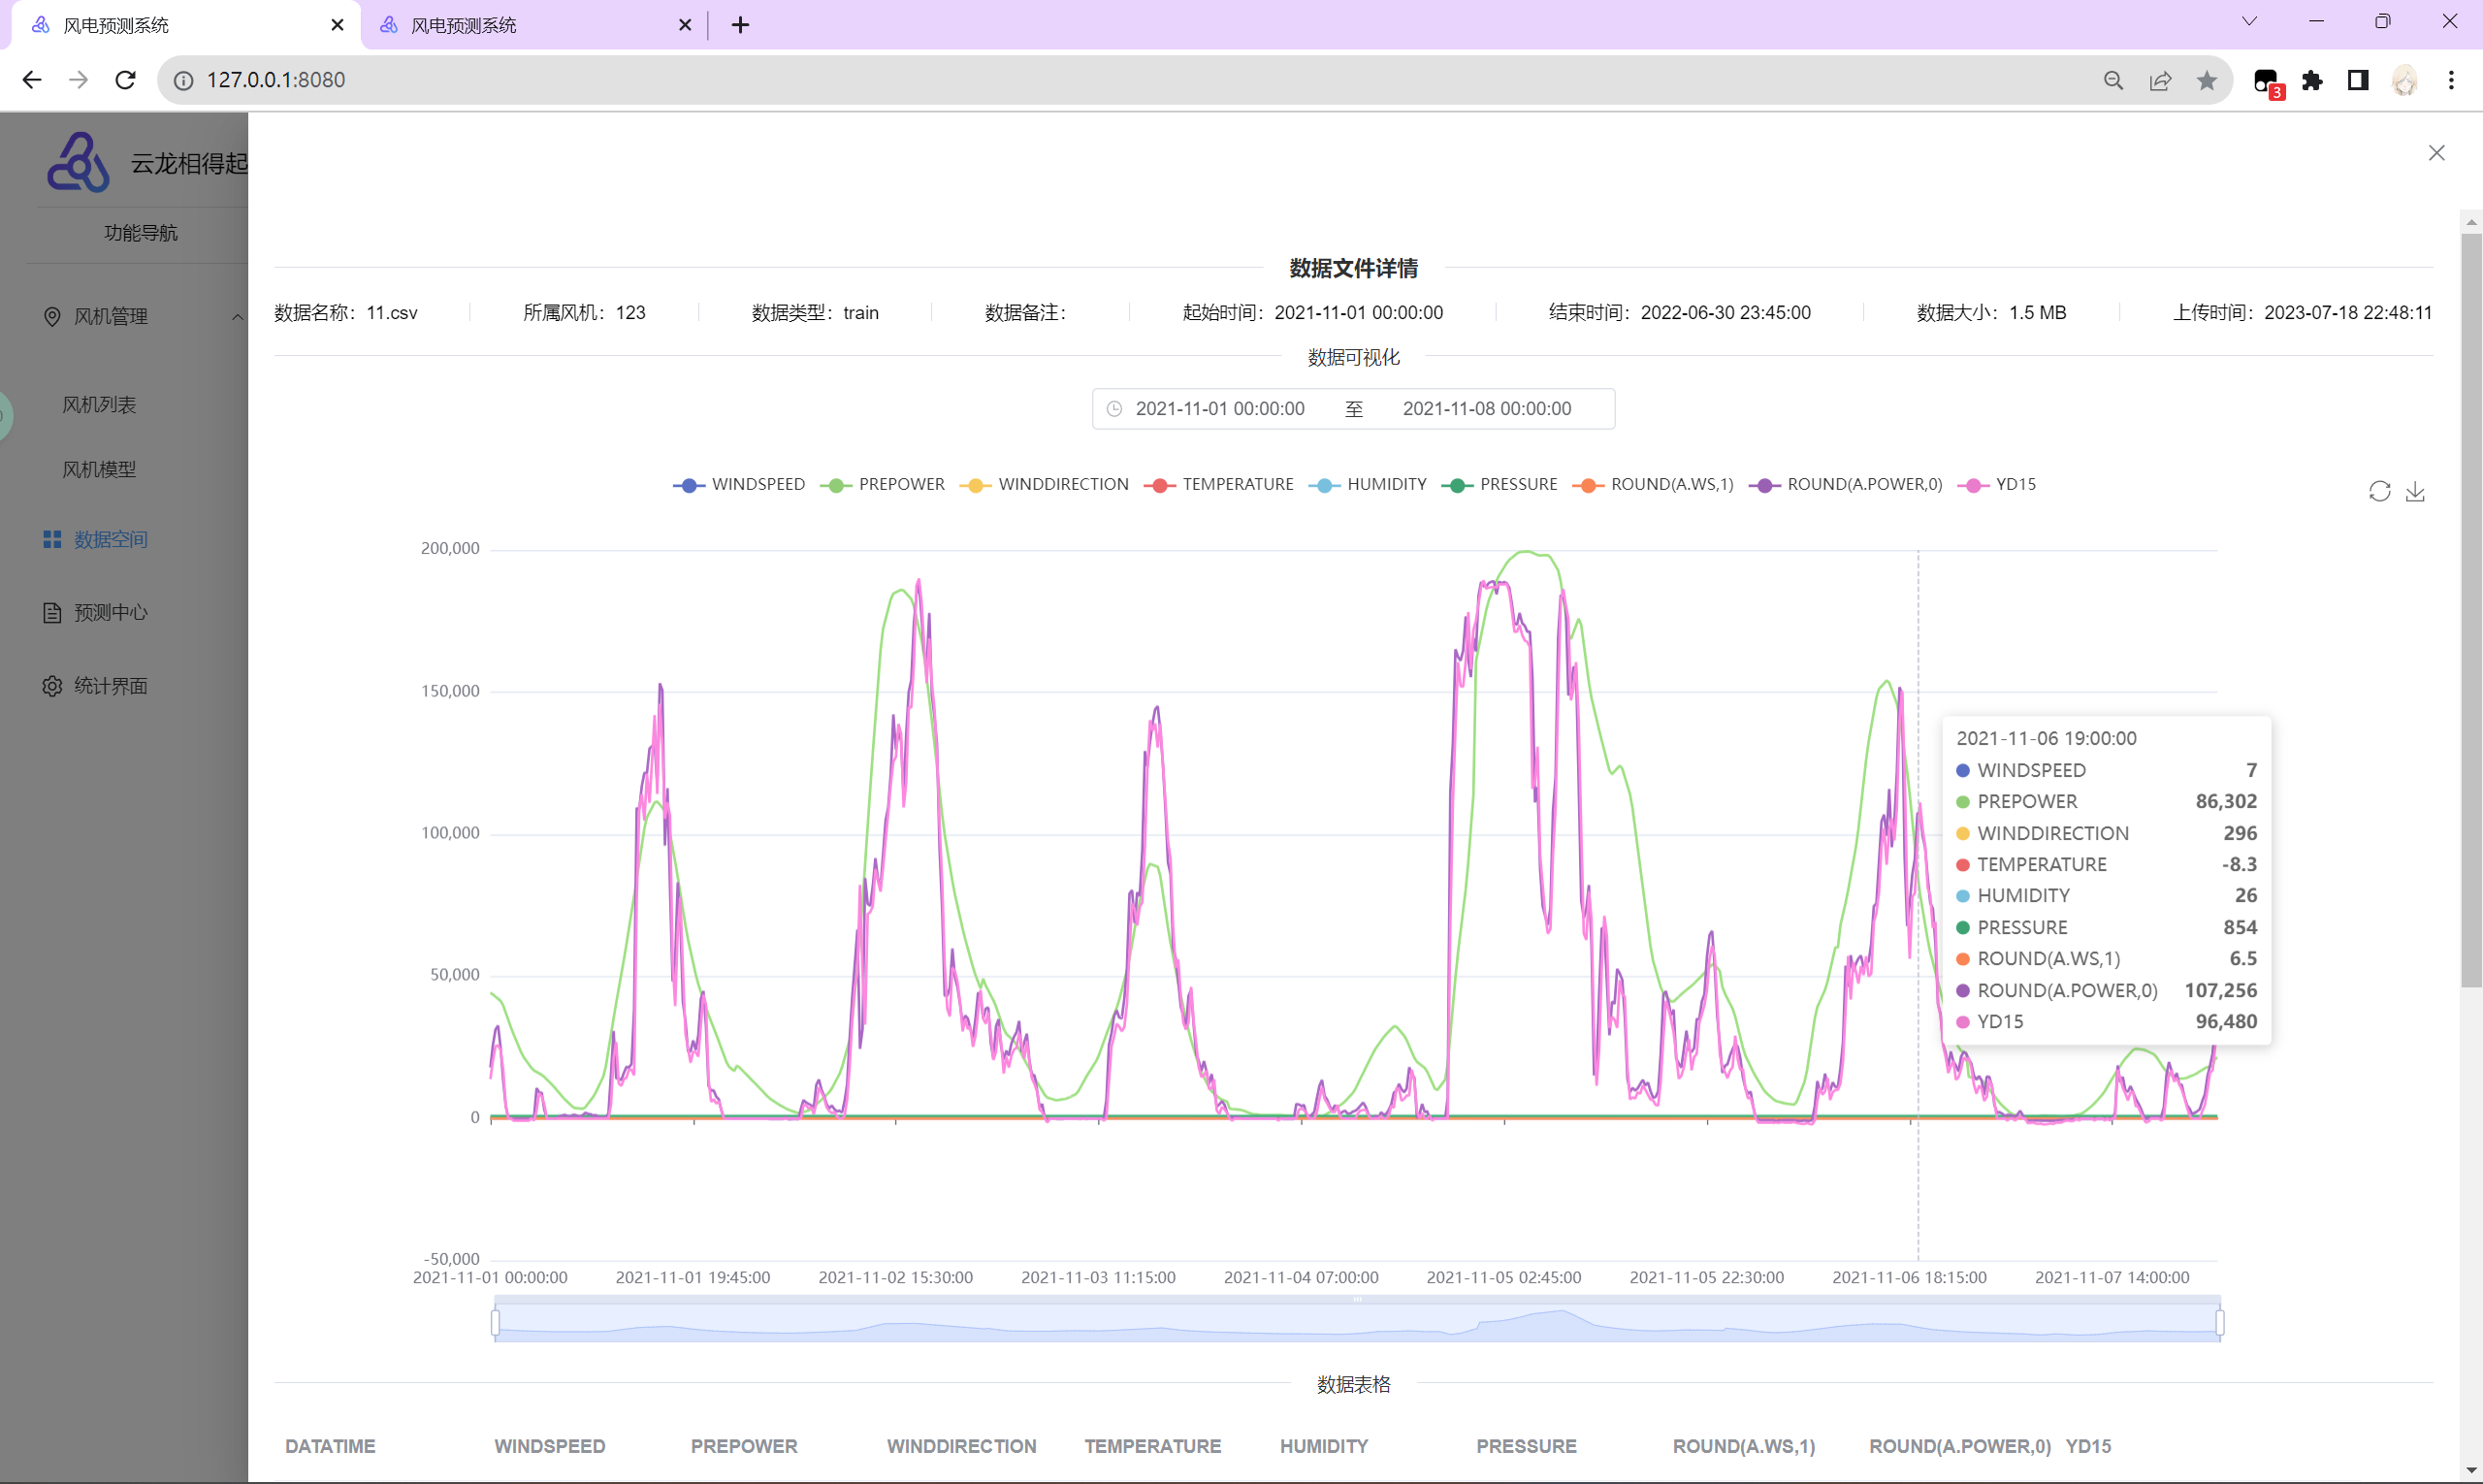 风电预测系统
风电预测系统
127.0.0.1:8080
3
云龙相得起
功能导航
风机管理
风机列表
风机模型
数据空间
预测中心
统计界面
数据文件详情
数据名称：11.csv 所属风机：123 数据类型：train 数据备注： 起始时间：2021-11-01 00:00:00 结束时间：2022-06-30 23:45:00 数据大小：1.5 MB 上传时间：2023-07-18 22:48:11
数据可视化
2021-11-01 00:00:00 至 2021-11-08 00:00:00
WINDSPEED PREPOWER WINDDIRECTION TEMPERATURE HUMIDITY PRESSURE ROUND(A.WS,1) ROUND(A.POWER,0) YD15
200,000
150,000
100,000
50,000
0
-50,000
2021-11-06 19:00:00
WINDSPEED 7
PREPOWER 86,302
WINDDIRECTION 296
TEMPERATURE -8.3
HUMIDITY 26
PRESSURE 854
ROUND(A.WS,1) 6.5
ROUND(A.POWER,0) 107,256
YD15 96,480
2021-11-01 00:00:00 2021-11-01 19:45:00 2021-11-02 15:30:00 2021-11-03 11:15:00 2021-11-04 07:00:00 2021-11-05 02:45:00 2021-11-05 22:30:00 2021-11-06 18:15:00 2021-11-07 14:00:00
数据表格
DATATIME WINDSPEED PREPOWER WINDDIRECTION TEMPERATURE HUMIDITY PRESSURE ROUND(A.WS,1) ROUND(A.POWER,0) YD15